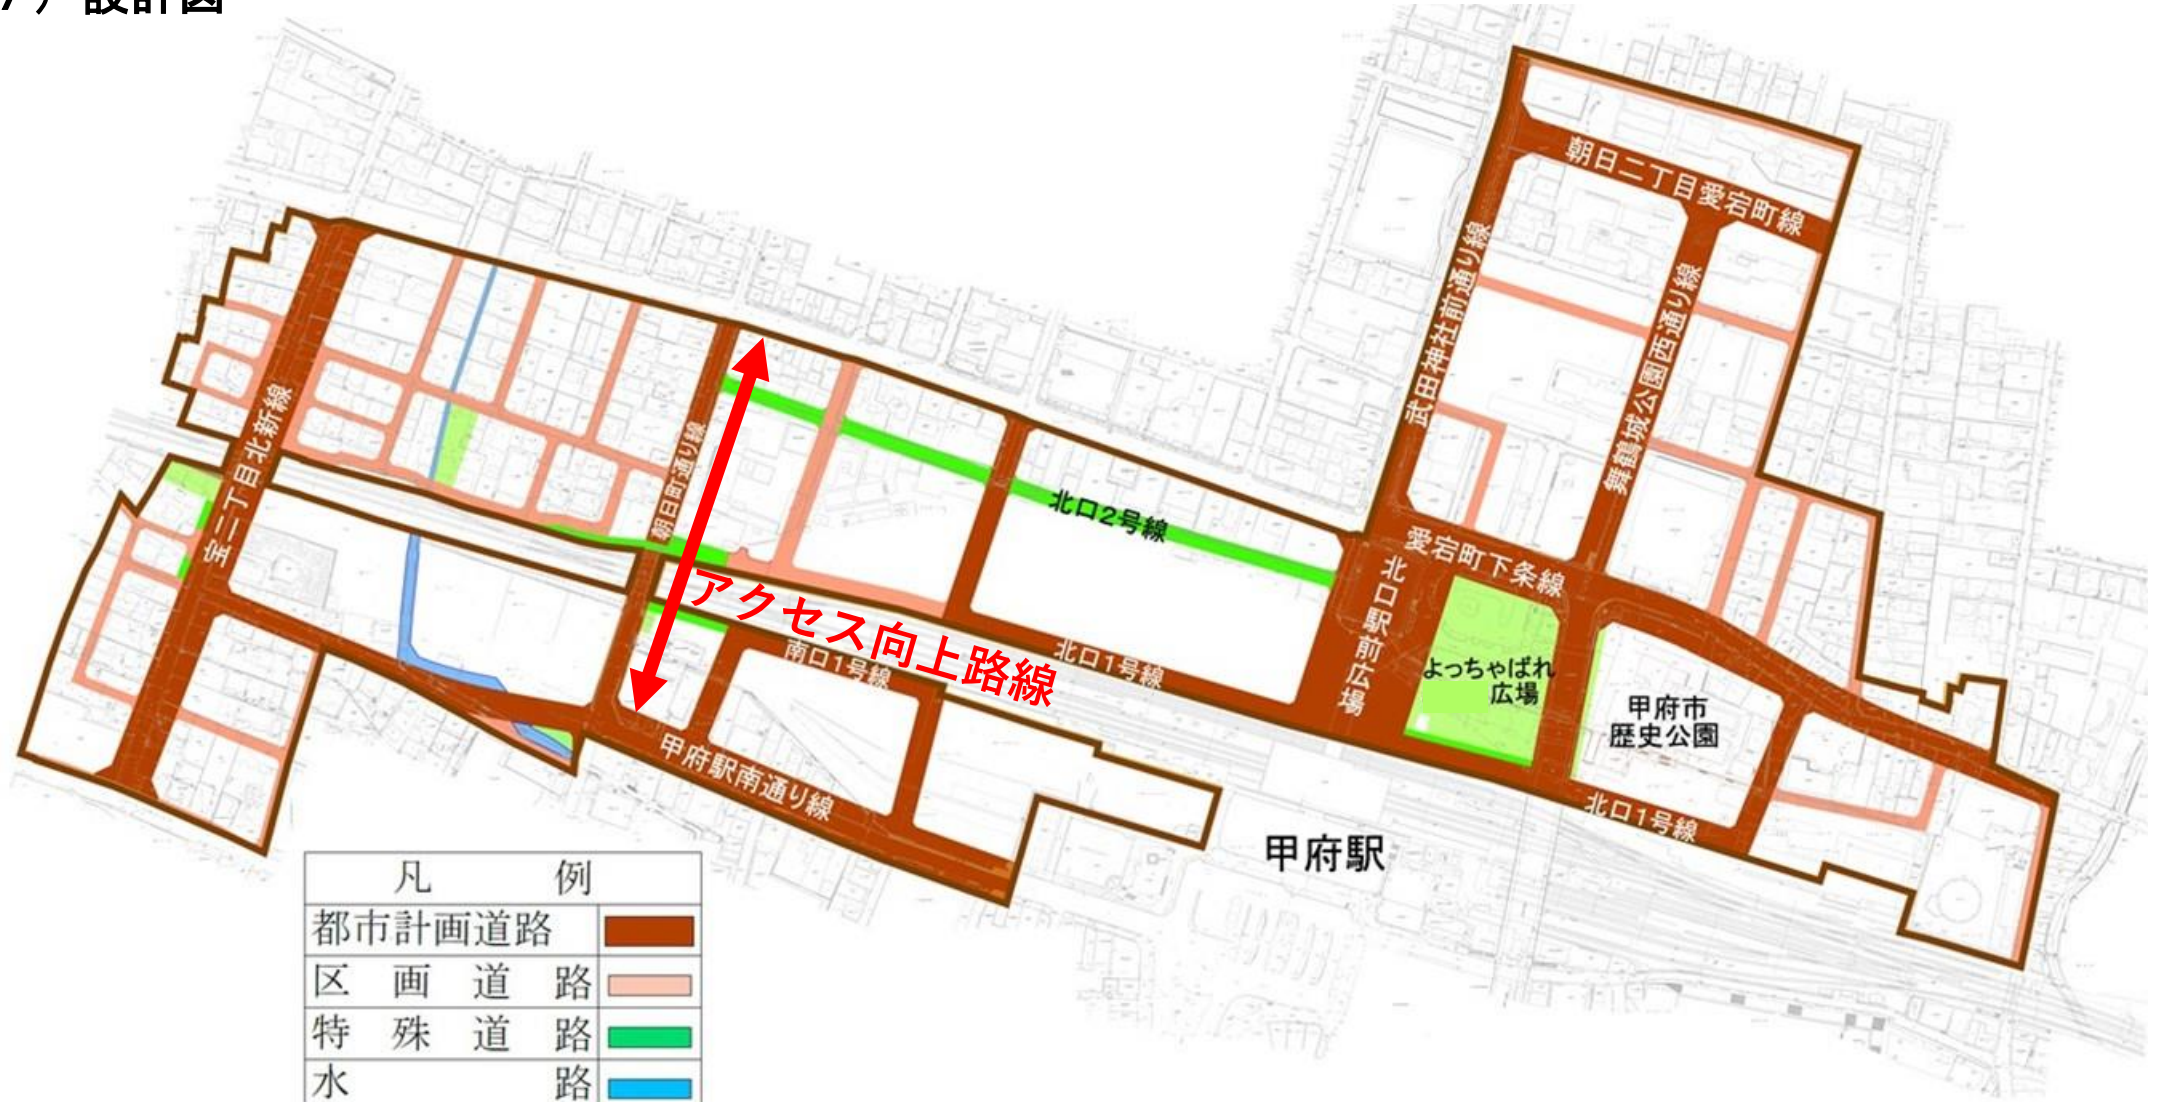 設計図
朝日二丁目愛宕町線
武田神社前通り線
舞鶴城公園西通り線
宝二丁目北新線
朝日町通り線
北口2号線
愛宕町下条線
北口駅前広場
アクセス向上路線
南口1号線
北口1号線
よっちゃばれ
広場
甲府市
歴史公園
甲府駅南通り線
北口1号線
甲府駅
凡例
都市計画道路
区画道路
特殊道路
水路